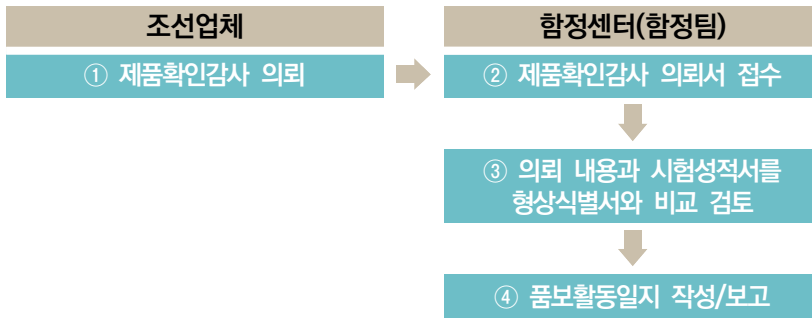 조선업체
함정센터(함정팀)
① 제품확인감사 의뢰
② 제품확인감사 의뢰서 접수
③ 의뢰 내용과 시험성적서를
형상식별서와 비교 검토
④ 품보활동일지 작성/보고